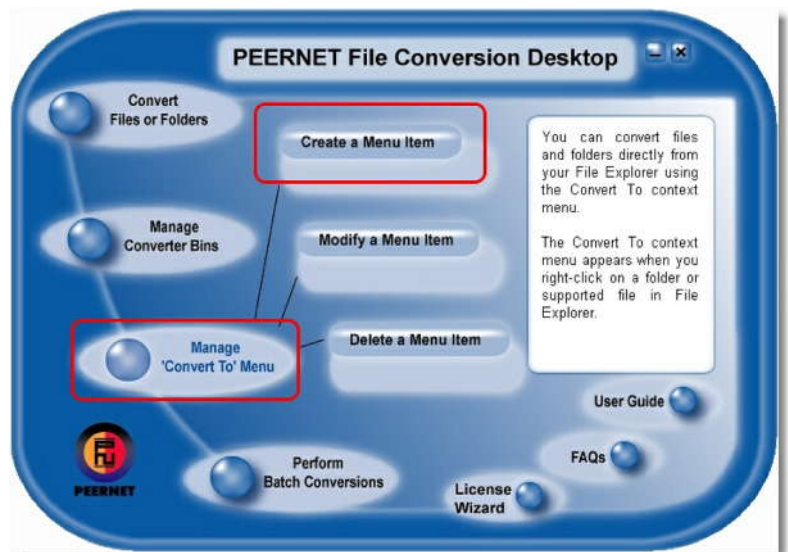 PEERNET File Conversion Desktop
Convert
Files or Folders
Create a Menu Item
Manage
Converter Bins
Modify a Menu Item
Manage
'Convert To' Menu
Delete a Menu Item
You can convert files
and folders directly from
your File Explorer using
the Convert To context
menu.
The Convert To context
menu appears when you
right-click on a folder or
supported file in File
Explorer.
Perform
Batch Conversions
User Guide
FAQs
License
Wizard
PEERNET